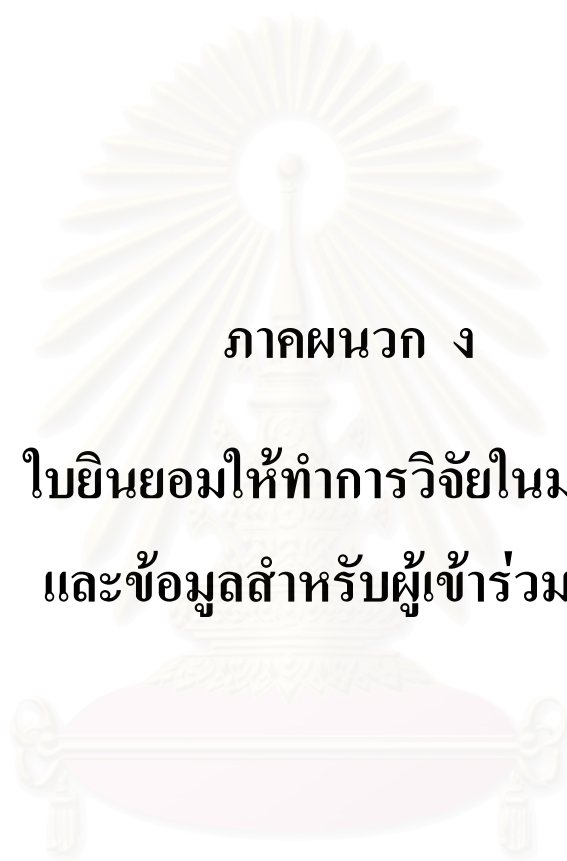 ภาคผนวก ง
ใบยินยอมให้ทำการวิจัยใน
และข้อมูลสำหรับผู้เข้าร่วม